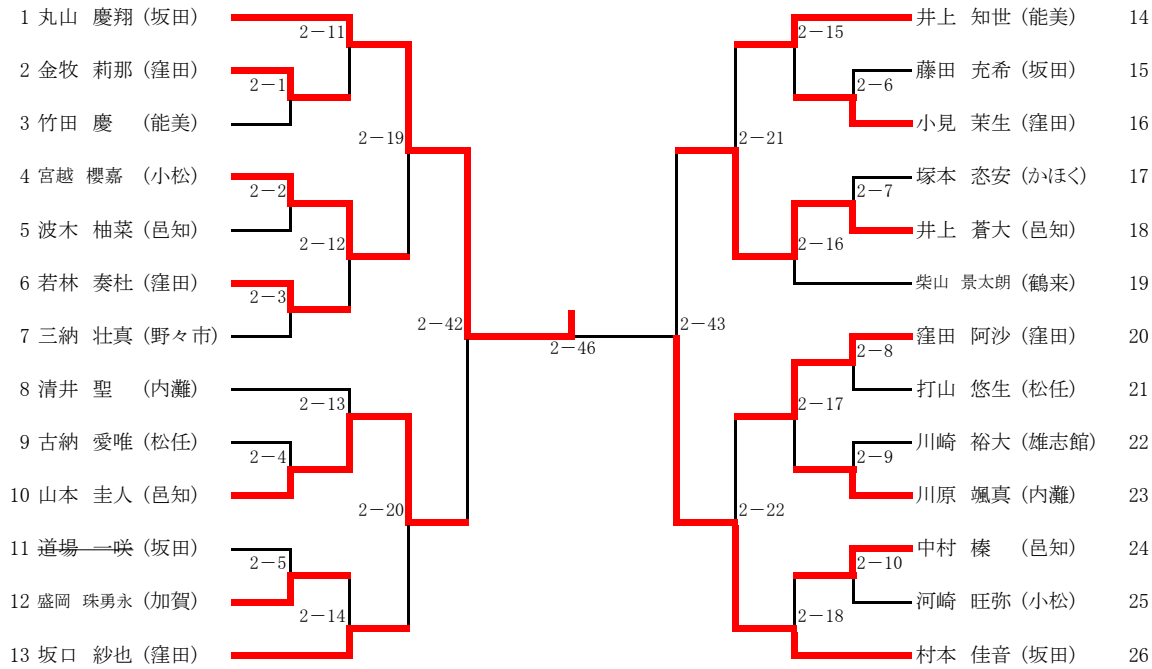 1 丸山 慶翔 (坂田)
2 金牧 莉那 (窪田)
3 竹田 慶 (能美)
4 宮越 櫻嘉 (小松)
5 波木 柚菜 (邑知)
6 若林 奏杜 (窪田)
7 三納 壮真 (野々市)
8 清井 聖 (内灘)
9 古納 愛唯 (松任)
10 山本 圭人 (邑知)
11 道場 一咲 (坂田)
12 盛岡 珠勇永 (加賀)
13 坂口 紗也 (窪田)
2-11
2-1
2-19
2-2
2-12
2-3
2-42
2-13
2-4
2-20
2-5
2-14
2-46
2-15
2-6
2-21
2-7
2-16
2-43
2-8
2-17
2-9
2-22
2-10
2-18
井上 知世 (能美) 14
藤田 充希 (坂田) 15
小見 茉生 (窪田) 16
塚本 恣安 (かほく) 17
井上 蒼大 (邑知) 18
柴山 景太朗 (鶴来) 19
窪田 阿沙 (窪田) 20
打山 悠生 (松任) 21
川崎 裕大 (雄志館) 22
川原 颯真 (内灘) 23
中村 榛 (邑知) 24
河崎 旺弥 (小松) 25
村本 佳音 (坂田) 26